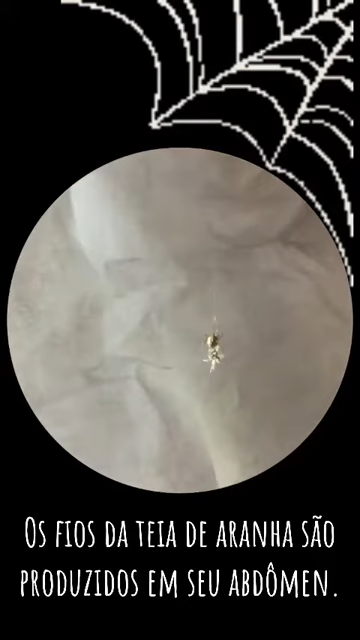 Os fios da teia de aranha são
produzidos em seu abdômen.